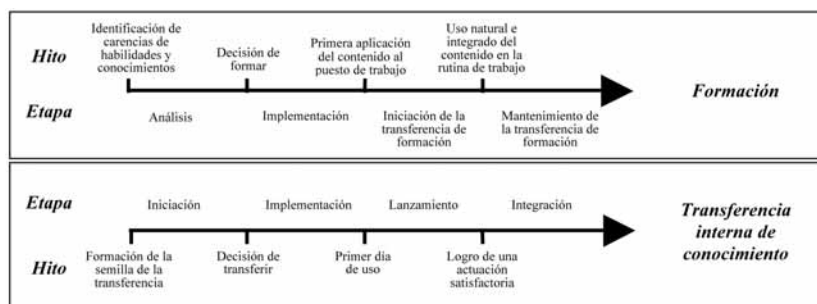 Identificación de
carencias de
habilidades y
conocimientos
Decisión de
formar
Primera aplicación
del contenido al
puesto de trabajo
Uso natural e
integrado del
contenido en la
rutina de trabajo
Hito
Etapa
Análisis
Implementación
Iniciación de la
transferencia de
formación
Mantenimiento de
la transferencia de
formación
Formación
Etapa
Iniciación
Implementación
Lanzamiento
Integración
Hito
Formación de la
semilla de la
transferencia
Decisión de
transferir
Primer día
de uso
Logro de una
actuación
satisfactoria
Transferencia
interna de
conocimiento